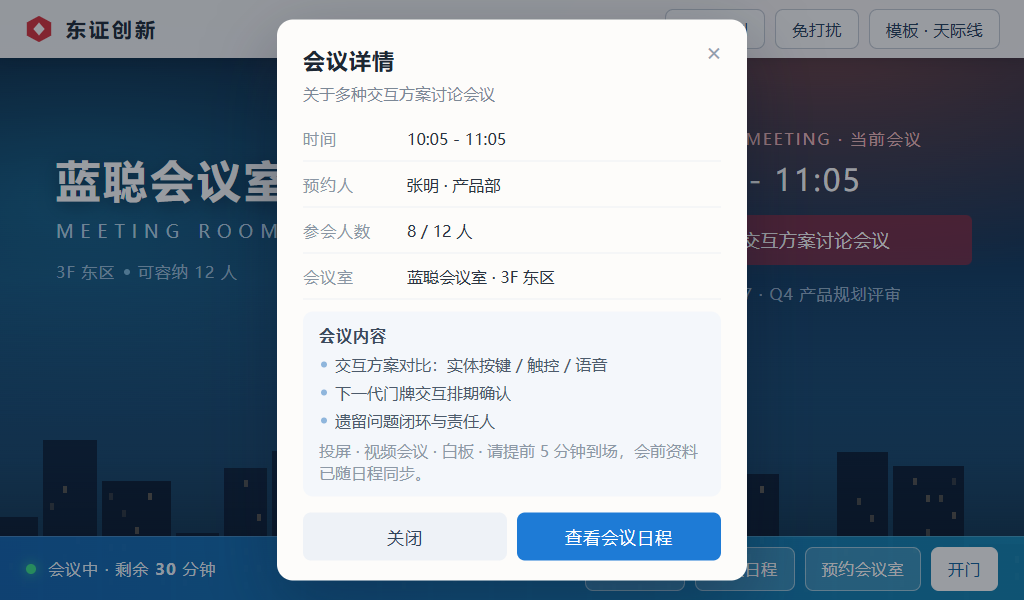 东证创新
免打扰
模板 · 天际线
会议详情
×
关于多种交互方案讨论会议
时间 10:05 - 11:05
预约人 张明 · 产品部
参会人数 8 / 12 人
会议室 蓝聪会议室 · 3F 东区
会议内容
交互方案对比：实体按键 / 触控 / 语音
下一代门牌交互排期确认
遗留问题闭环与责任人
投屏 · 视频会议 · 白板 · 请提前 5 分钟到场，会前资料
已随日程同步。
关闭
查看会议日程
蓝聪会议室
MEETING ROOM
3F 东区 • 可容纳 12 人
MEETING · 当前会议
- 11:05
交互方案讨论会议
· Q4 产品规划评审
会议中 · 剩余 30 分钟
日程
预约会议室
开门